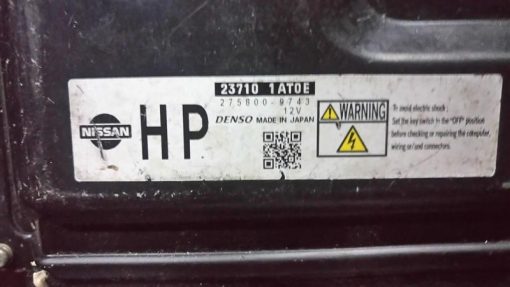 23710 1AT0E
275800-9743
12V
NISSAN
HP
DENSO MADE IN JAPAN
WARNING
To avoid electric shock :
Set the key switch in the "OFF" position
before checking or repairing the computer,
wiring or/and connectors.